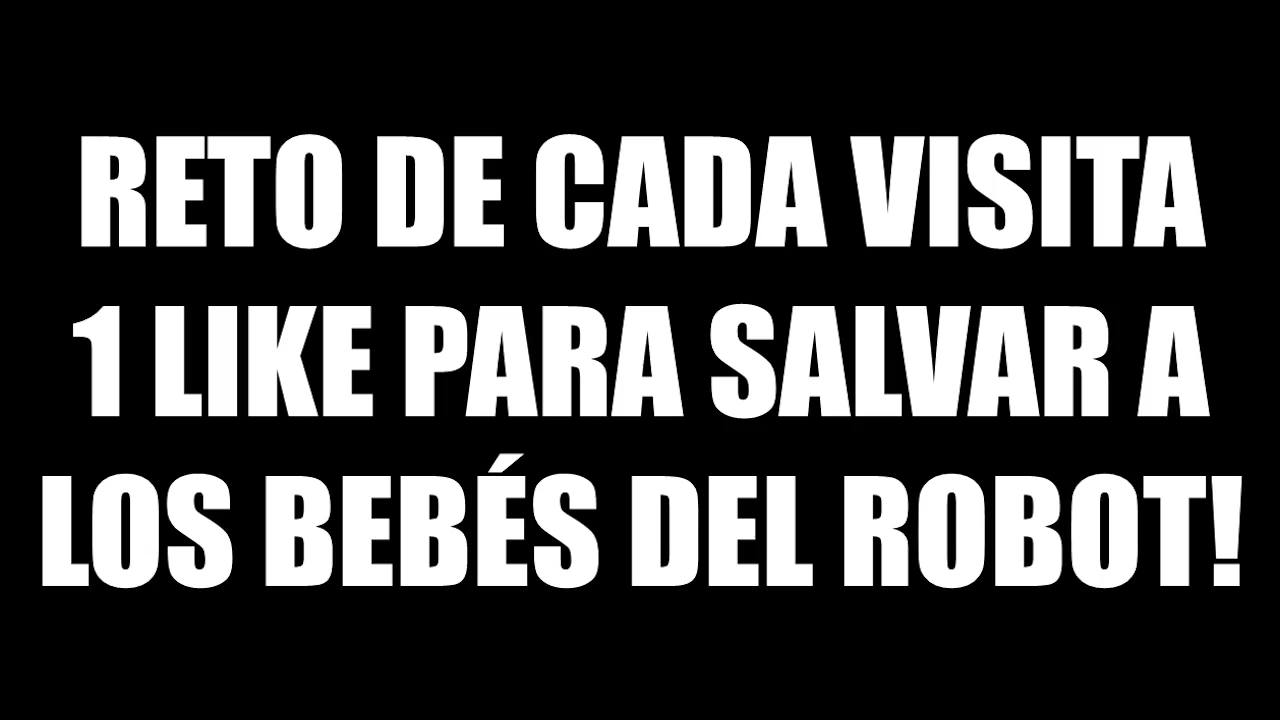 RETO DE CADA VISITA
1 LIKE PARA SALVAR A
LOS BEBÉS DEL ROBOT!